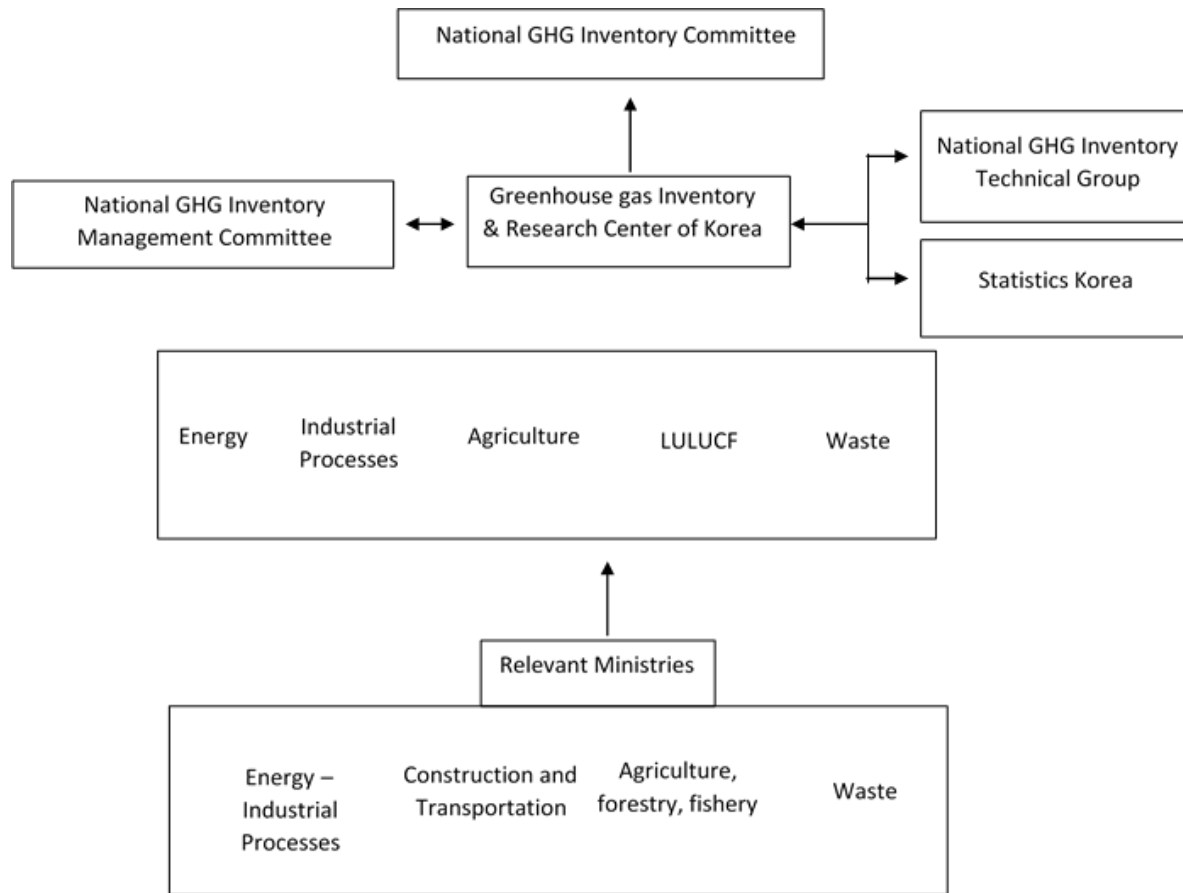 National GHG Inventory Committee
National GHG Inventory
Technical Group
National GHG Inventory
Management Committee
Greenhouse gas Inventory
& Research Center of Korea
Statistics Korea
Energy
Industrial
Processes
Agriculture
LULUCF
Waste
Relevant Ministries
Energy –
Industrial
Processes
Construction and
Transportation
Agriculture,
forestry, fishery
Waste